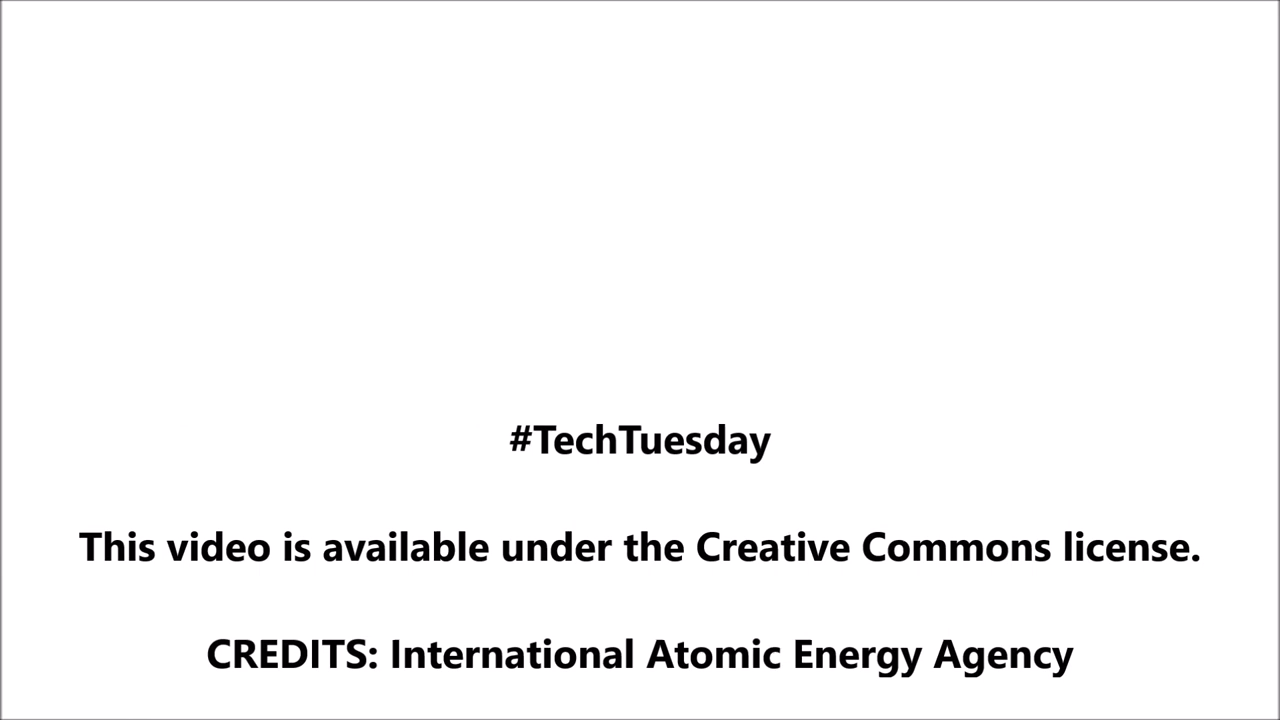 #TechTuesday
This video is available under the Creative Commons license.
CREDITS: International Atomic Energy Agency